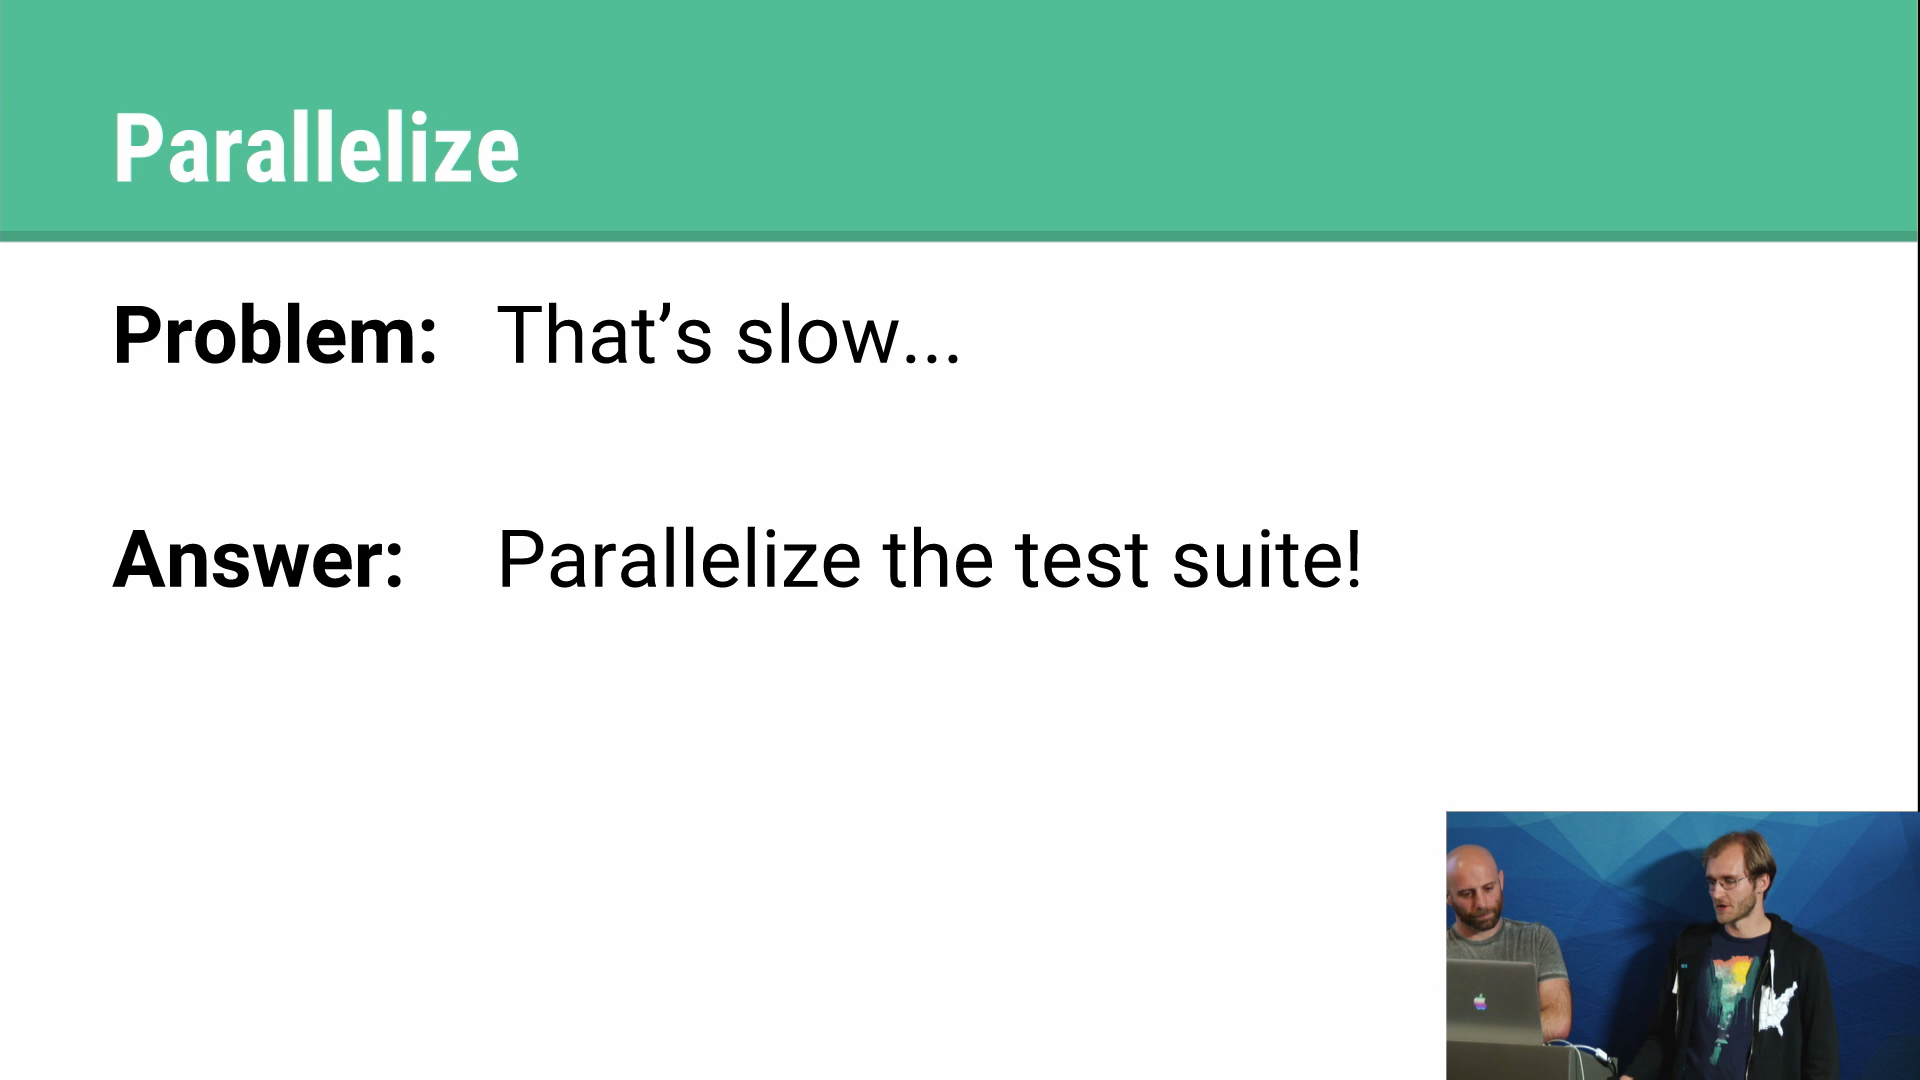 Parallelize
Problem: That’s slow...
Answer: Parallelize the test suite!